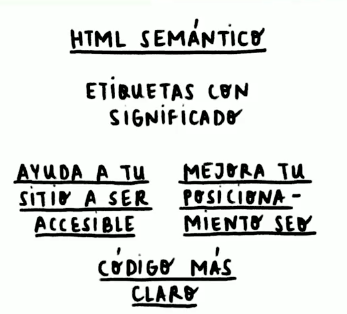 HTML SEMÁNTICO
ETIQUETAS CON
SIGNIFICADO
AYUDA A TU
SITIO A SER
ACCESIBLE
MEJORA TU
POSICIONA-
MIENTO SEO
CÓDIGO MÁS
CLARO